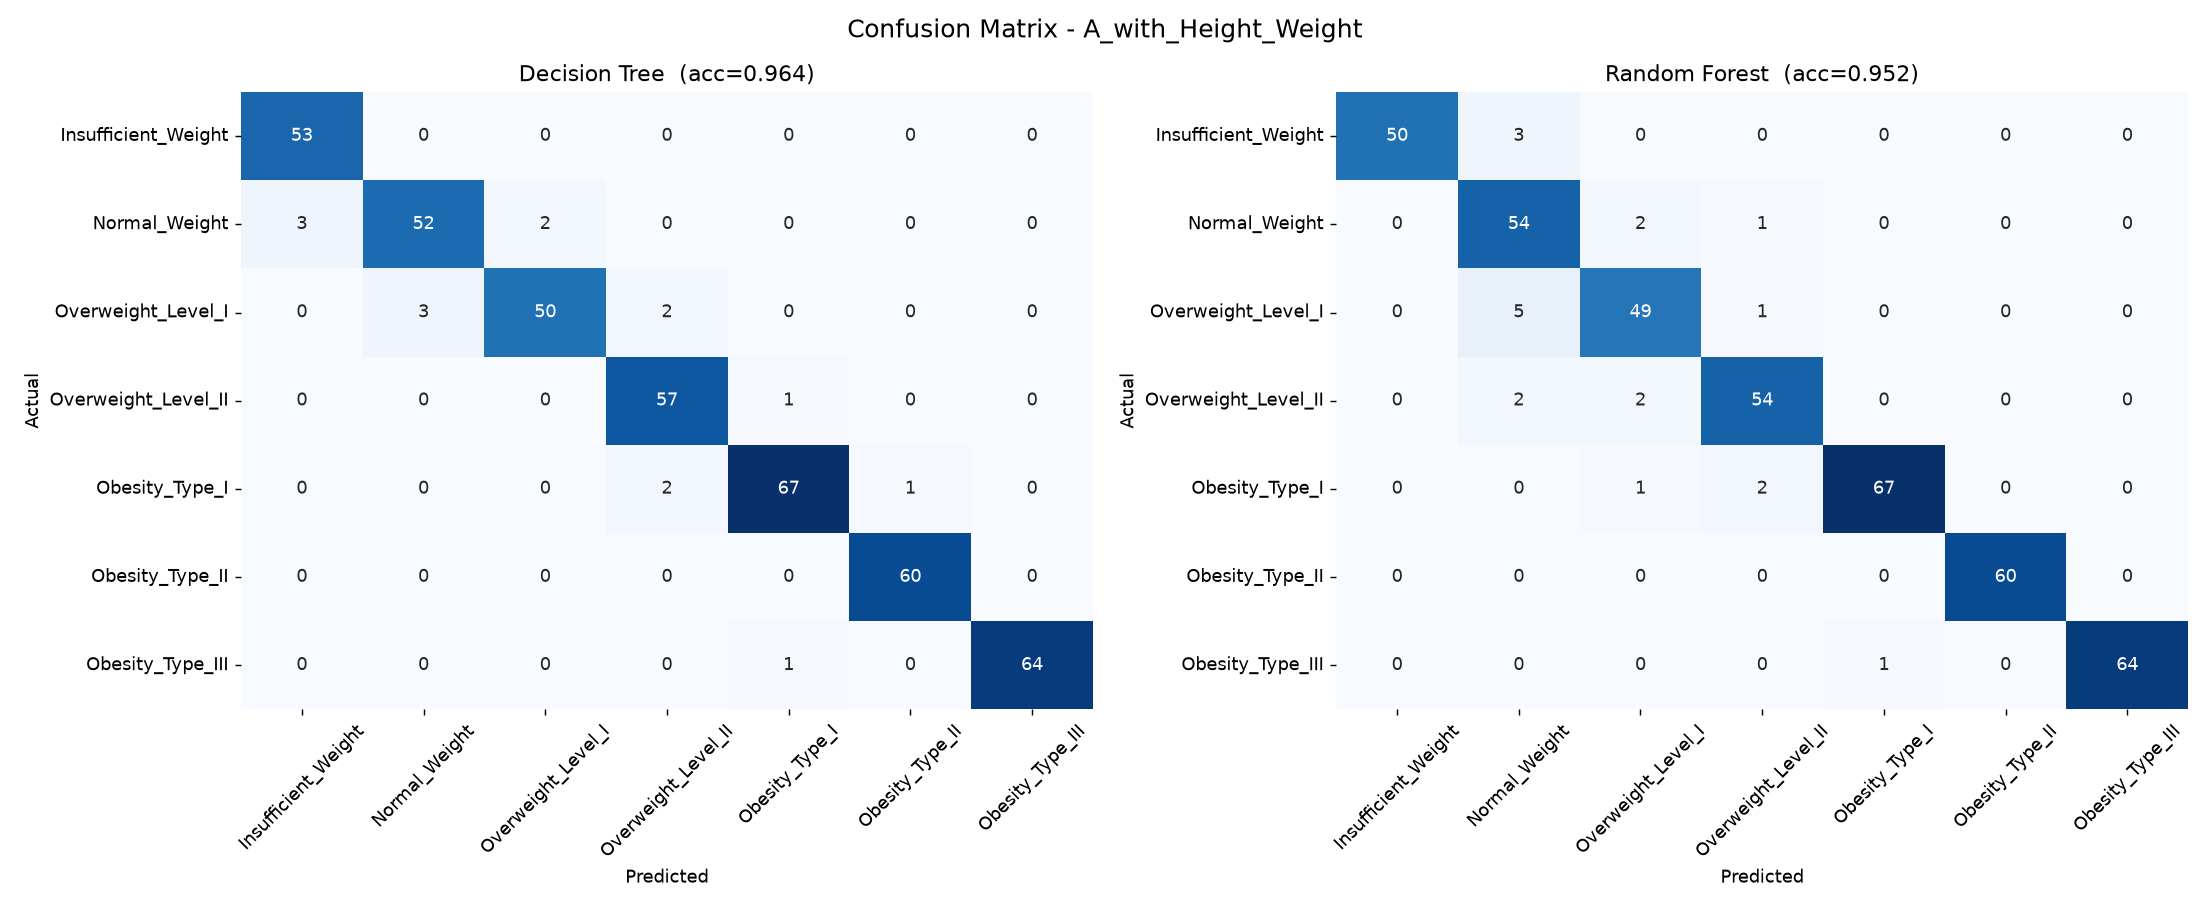 Confusion Matrix - A_with_Height_Weight
Decision Tree  (acc=0.964)
Actual
Insufficient_Weight 53 0 0 0 0 0 0
Normal_Weight 3 52 2 0 0 0 0
Overweight_Level_I 0 3 50 2 0 0 0
Overweight_Level_II 0 0 0 57 1 0 0
Obesity_Type_I 0 0 0 2 67 1 0
Obesity_Type_II 0 0 0 0 0 60 0
Obesity_Type_III 0 0 0 0 1 0 64
Insufficient_Weight Normal_Weight Overweight_Level_I Overweight_Level_II Obesity_Type_I Obesity_Type_II Obesity_Type_III
Predicted
Random Forest  (acc=0.952)
Actual
Insufficient_Weight 50 3 0 0 0 0 0
Normal_Weight 0 54 2 1 0 0 0
Overweight_Level_I 0 5 49 1 0 0 0
Overweight_Level_II 0 2 2 54 0 0 0
Obesity_Type_I 0 0 1 2 67 0 0
Obesity_Type_II 0 0 0 0 0 60 0
Obesity_Type_III 0 0 0 0 1 0 64
Insufficient_Weight Normal_Weight Overweight_Level_I Overweight_Level_II Obesity_Type_I Obesity_Type_II Obesity_Type_III
Predicted